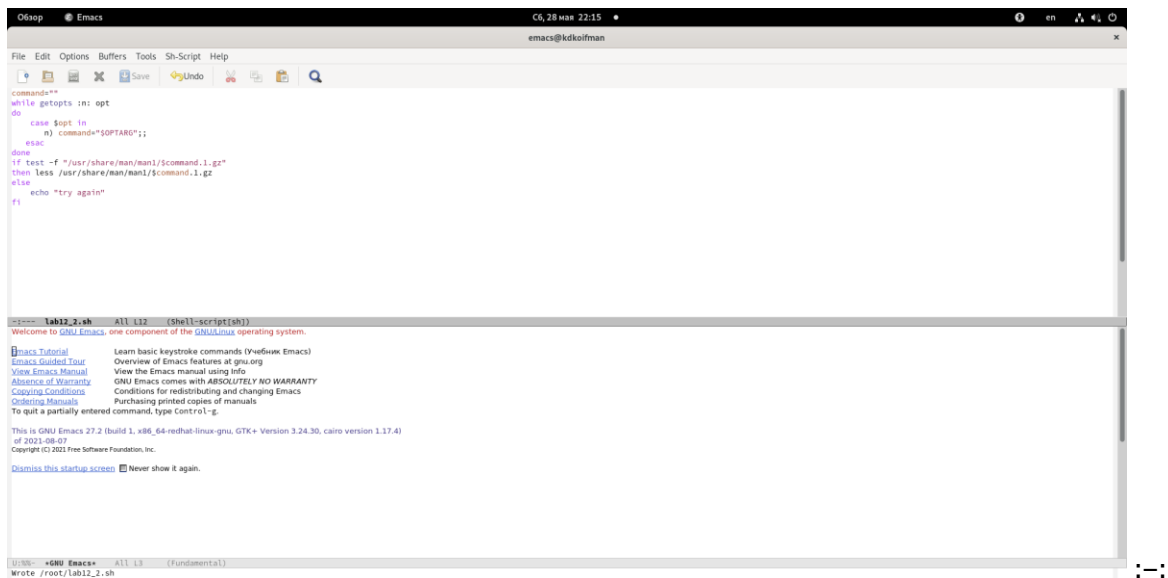 Обзор Emacs Сб, 28 мая 22:15 en
emacs@kdkoifman ×
File Edit Options Buffers Tools Sh-Script Help
Save Undo
command=""
while getopts :n: opt
do
case $opt in
n) command="$OPTARG";;
esac
done
if test -f "/usr/share/man/man1/$command.1.gz"
then less /usr/share/man/man1/$command.1.gz
else
echo "try again"
fi
-:--- lab12_2.sh All L12 (Shell-script[sh])
Welcome to GNU Emacs, one component of the GNU/Linux operating system.
Emacs Tutorial Learn basic keystroke commands (Учебник Emacs)
Emacs Guided Tour Overview of Emacs features at gnu.org
View Emacs Manual View the Emacs manual using Info
Absence of Warranty GNU Emacs comes with ABSOLUTELY NO WARRANTY
Copying Conditions Conditions for redistributing and changing Emacs
Ordering Manuals Purchasing printed copies of manuals
To quit a partially entered command, type Control-g.
This is GNU Emacs 27.2 (build 1, x86_64-redhat-linux-gnu, GTK+ Version 3.24.30, cairo version 1.17.4)
of 2021-08-07
Copyright (C) 2021 Free Software Foundation, Inc.
Dismiss this startup screen Never show it again.
U:%%- *GNU Emacs* All L3 (Fundamental)
Wrote /root/lab12_2.sh
:-: